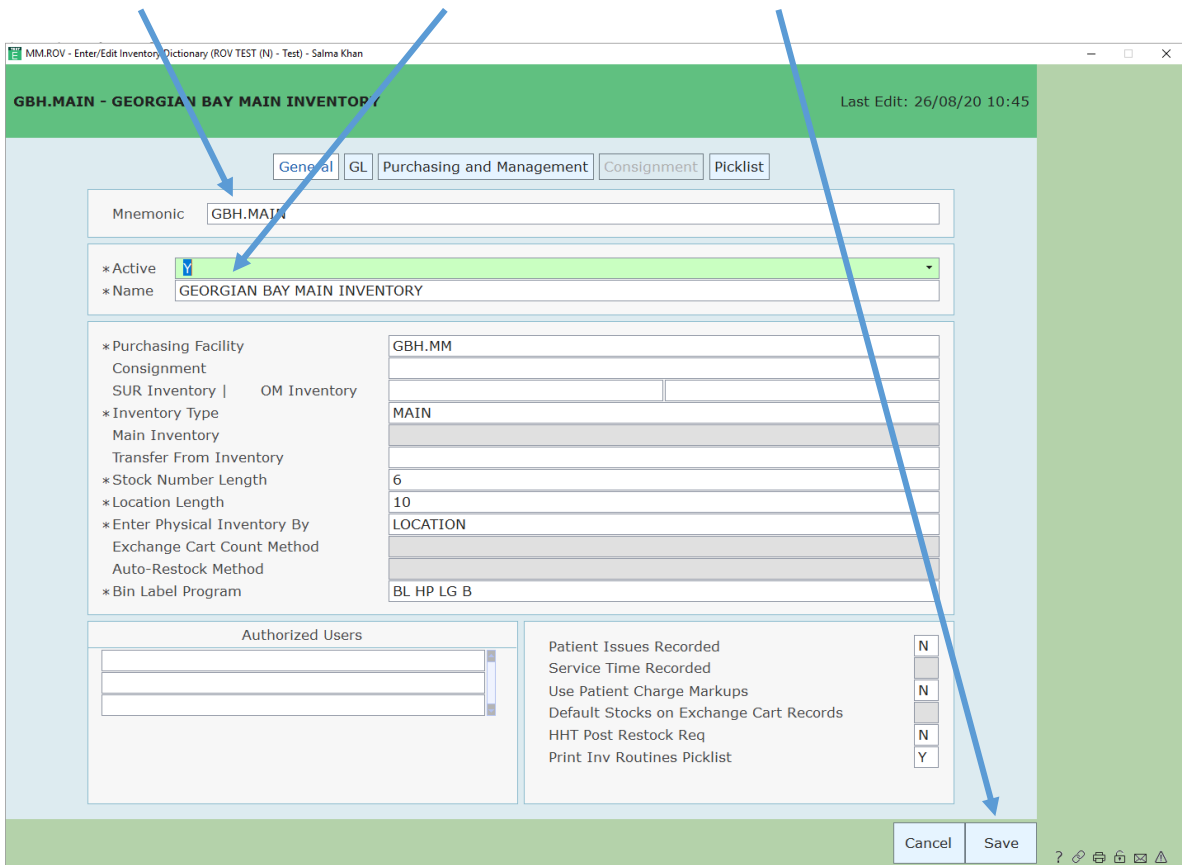 MM.ROV - Enter/Edit Inventory Dictionary (ROV TEST (N) - Test) - Salma Khan
GBH.MAIN - GEORGIAN BAY MAIN INVENTORY Last Edit: 26/08/20 10:45
General GL Purchasing and Management Consignment Picklist
Mnemonic GBH.MAIN
*Active Y
*Name GEORGIAN BAY MAIN INVENTORY
*Purchasing Facility GBH.MM
Consignment
SUR Inventory | OM Inventory
*Inventory Type MAIN
Main Inventory
Transfer From Inventory
*Stock Number Length 6
*Location Length 10
*Enter Physical Inventory By LOCATION
Exchange Cart Count Method
Auto-Restock Method
*Bin Label Program BL HP LG B
Authorized Users
Patient Issues Recorded N
Service Time Recorded
Use Patient Charge Markups N
Default Stocks on Exchange Cart Records
HHT Post Restock Req N
Print Inv Routines Picklist Y
Cancel Save
?